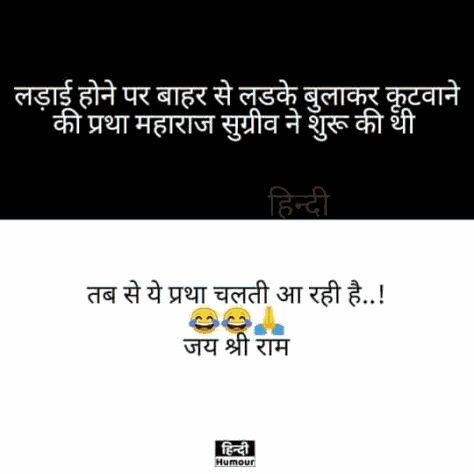 लड़ाई होने पर बाहर से लडके बुलाकर कूटवाने
की प्रथा महाराज सुग्रीव ने शुरू की थी
हिन्दी
तब से ये प्रथा चलती आ रही है..!
😂😂🙏
जय श्री राम
हिन्दी
Humour